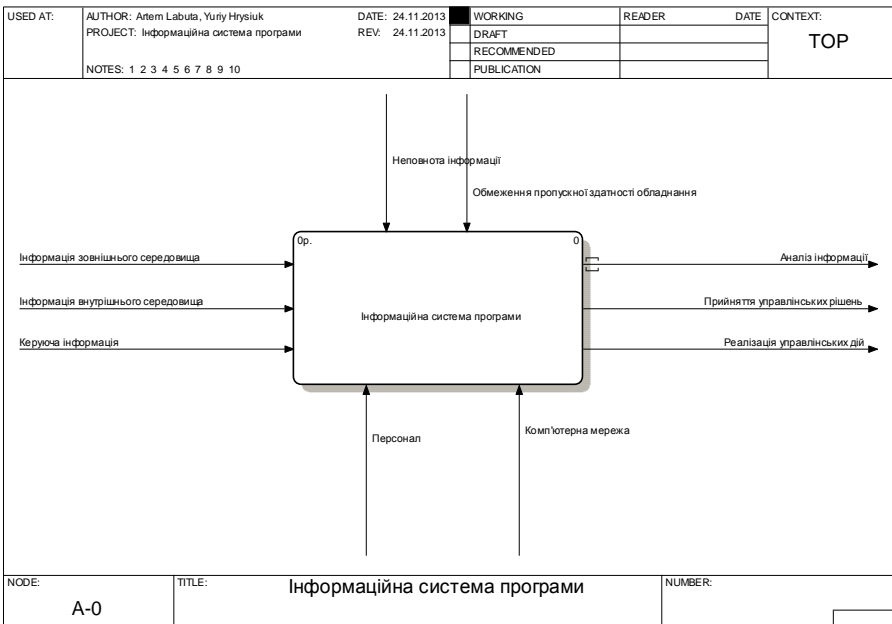 USED AT:
AUTHOR: Artem Labuta, Yuriy Hrysiuk
DATE: 24.11.2013
WORKING
READER
DATE
CONTEXT:
PROJECT: Інформаційна система програми
REV: 24.11.2013
DRAFT
TOP
RECOMMENDED
NOTES: 1 2 3 4 5 6 7 8 9 10
PUBLICATION
Неповнота інформації
Обмеження пропускної здатності обладнання
0р.
0
Інформація зовнішнього середовища
Аналіз інформації
Інформація внутрішнього середовища
Прийняття управлінських рішень
Інформаційна система програми
Керуюча інформація
Реалізація управлінських дій
Персонал
Комп'ютерна мережа
NODE:
TITLE:
Інформаційна система програми
NUMBER:
A-0